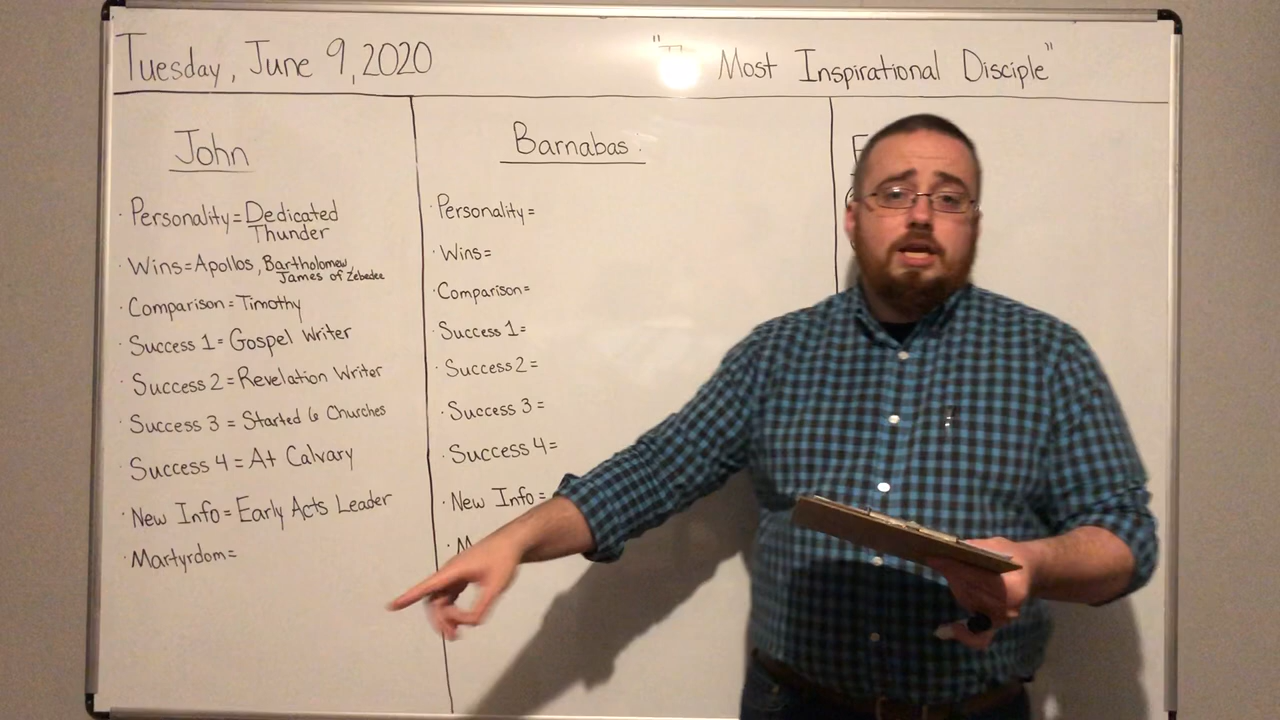 Tuesday, June 9, 2020
Most Inspirational Disciple"
John
· Personality = Dedicated
Thunder
· Wins = Apollos, Bartholomew,
James of Zebedee
· Comparison = Timothy
· Success 1 = Gospel Writer
· Success 2 = Revelation Writer
· Success 3 = Started 6 Churches
· Success 4 = At Calvary
· New Info = Early Acts Leader
· Martyrdom=
Barnabas
· Personality =
· Wins =
· Comparison=
· Success 1=
· Success 2 =
· Success 3 =
· Success 4=
· New Info =